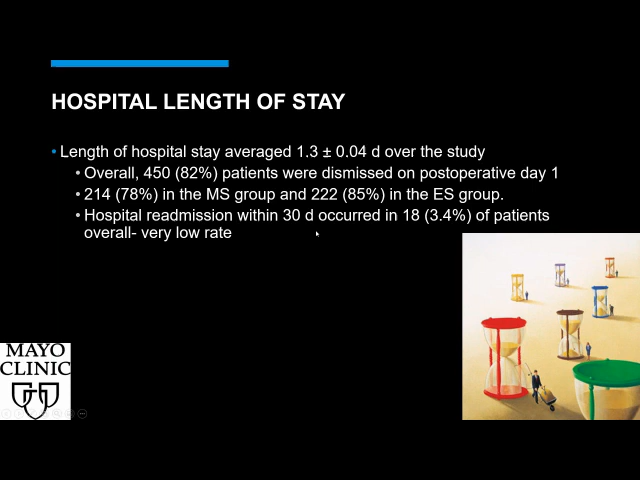 HOSPITAL LENGTH OF STAY
• Length of hospital stay averaged 1.3 ± 0.04 d over the study
• Overall, 450 (82%) patients were dismissed on postoperative day 1
• 214 (78%) in the MS group and 222 (85%) in the ES group.
• Hospital readmission within 30 d occurred in 18 (3.4%) of patients
overall- very low rate
MAYO
CLINIC